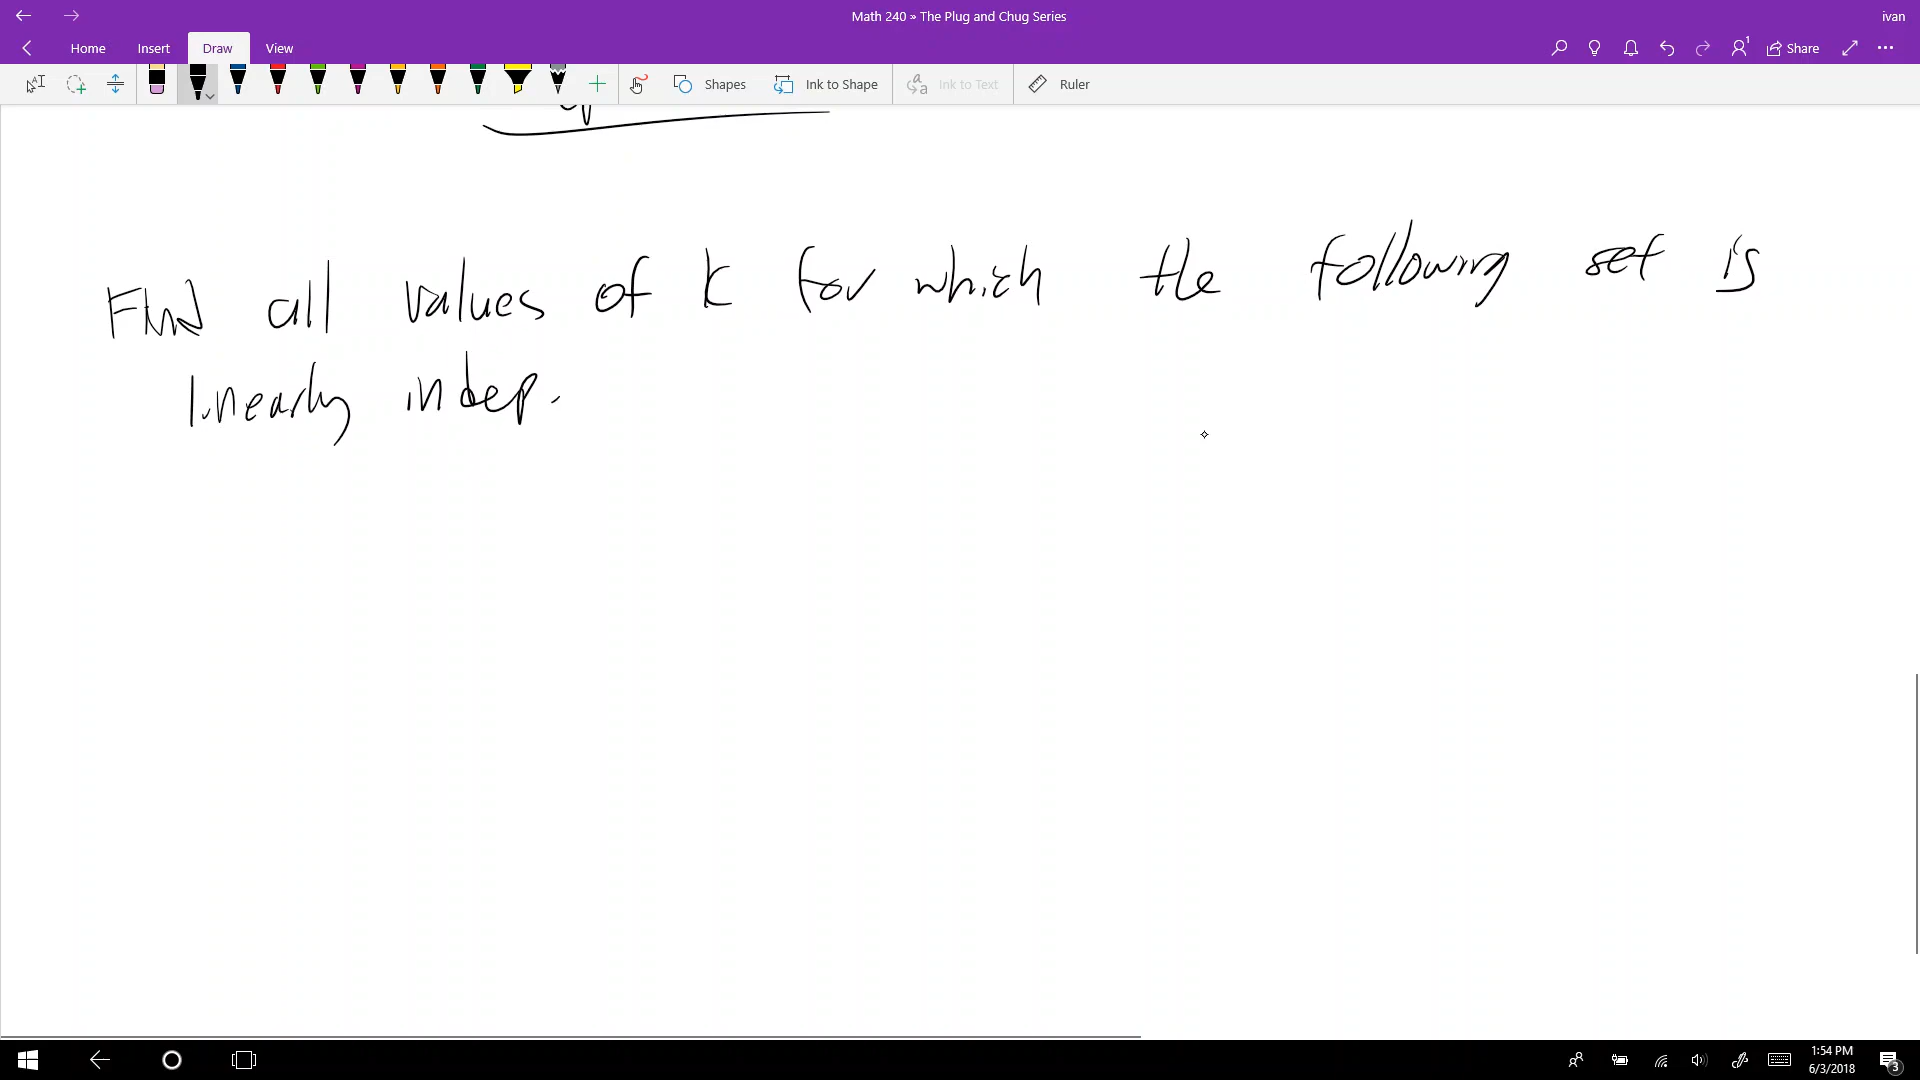 Math 240 » The Plug and Chug Series
ivan
Home Insert Draw View
Share
Shapes Ink to Shape Ink to Text Ruler
Find all values of k for which the following set is
linearly indep.
1:54 PM
6/3/2018
3